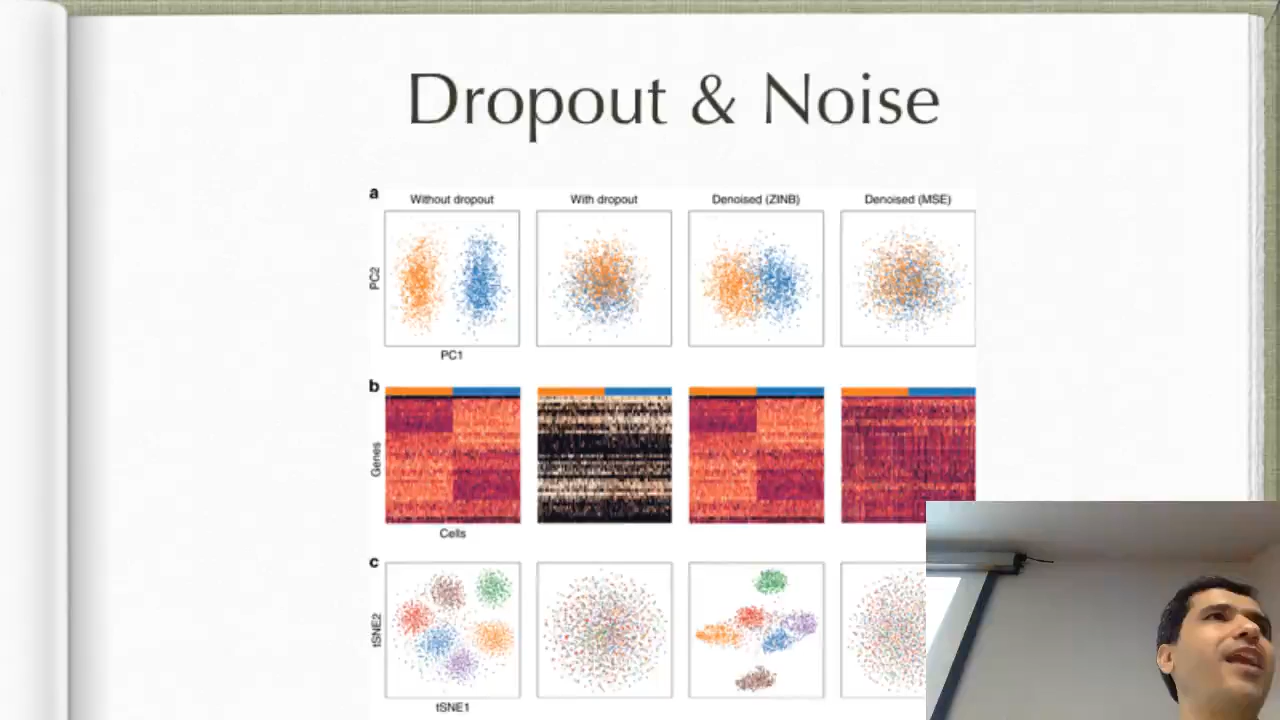 Dropout & Noise
a
Without dropout
With dropout
Denoised (ZINB)
Denoised (MSE)
PC2
PC1
b
Genes
Cells
c
tSNE2
tSNE1